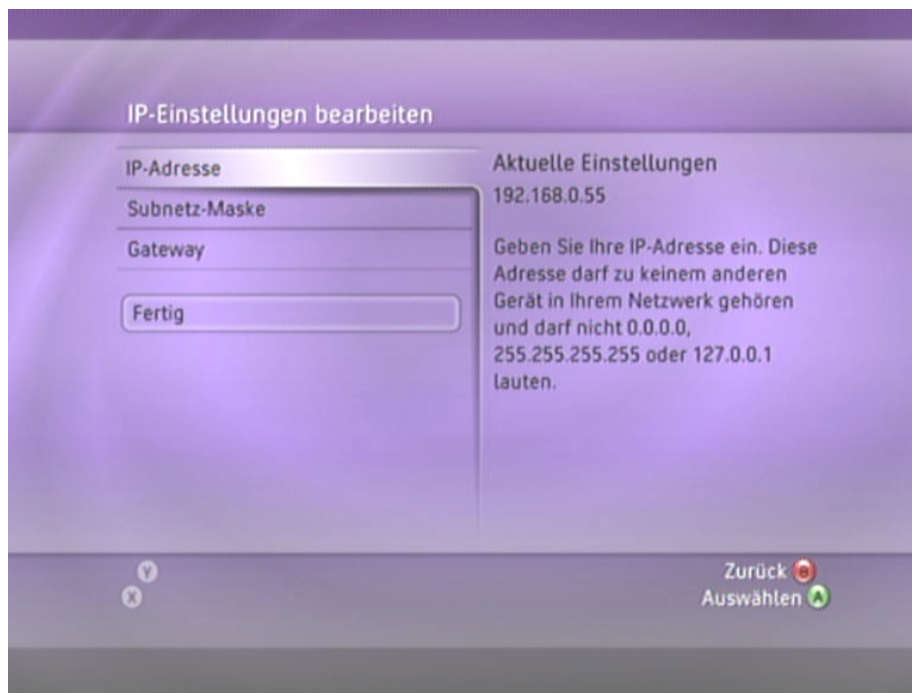 IP-Einstellungen bearbeiten
IP-Adresse
Subnetz-Maske
Gateway
Fertig
Aktuelle Einstellungen
192.168.0.55
Geben Sie Ihre IP-Adresse ein. Diese
Adresse darf zu keinem anderen
Gerät in Ihrem Netzwerk gehören
und darf nicht 0.0.0.0,
255.255.255.255 oder 127.0.0.1
lauten.
Y
X
Zurück B
Auswählen A